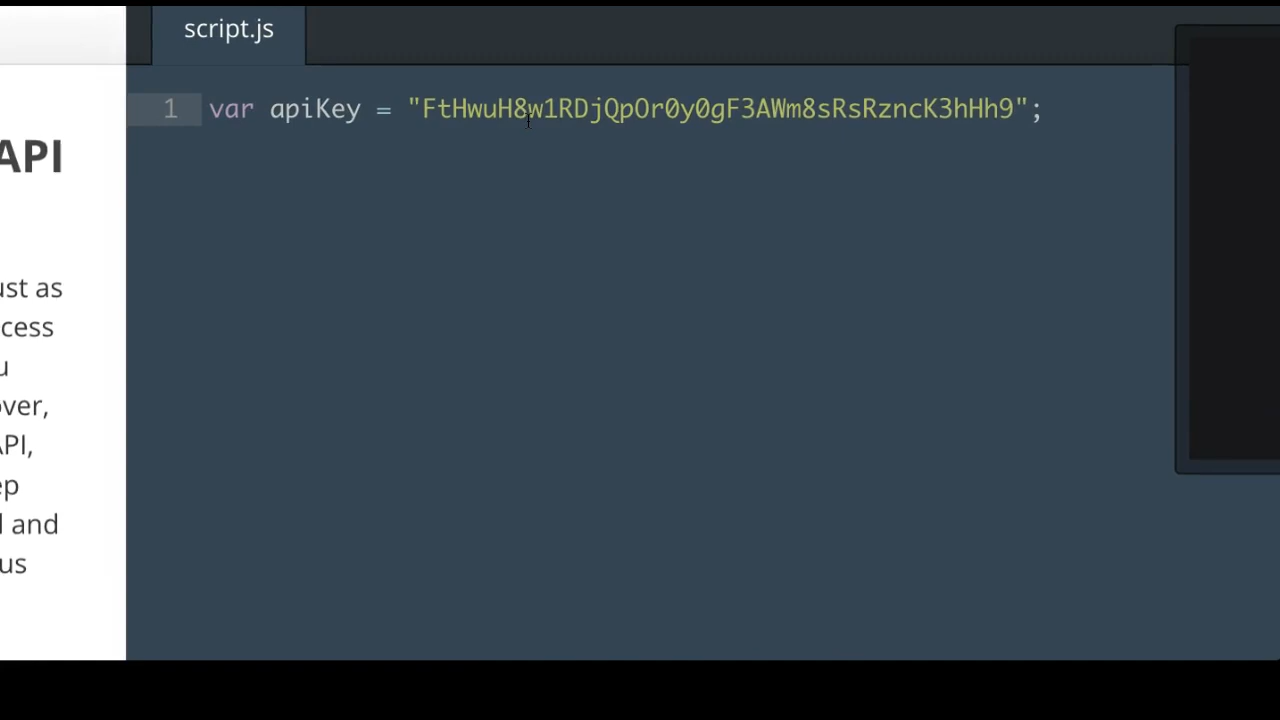 script.js
1 var apiKey = "FtHwuH8w1RDjQpOr0y0gF3AWm8sRsRzncK3hHh9";
API
ust as
cess
u
over,
API,
ep
l and
us